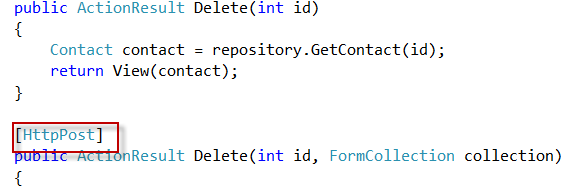 public ActionResult Delete(int id)
{
    Contact contact = repository.GetContact(id);
    return View(contact);
}
[HttpPost]
public ActionResult Delete(int id, FormCollection collection)
{